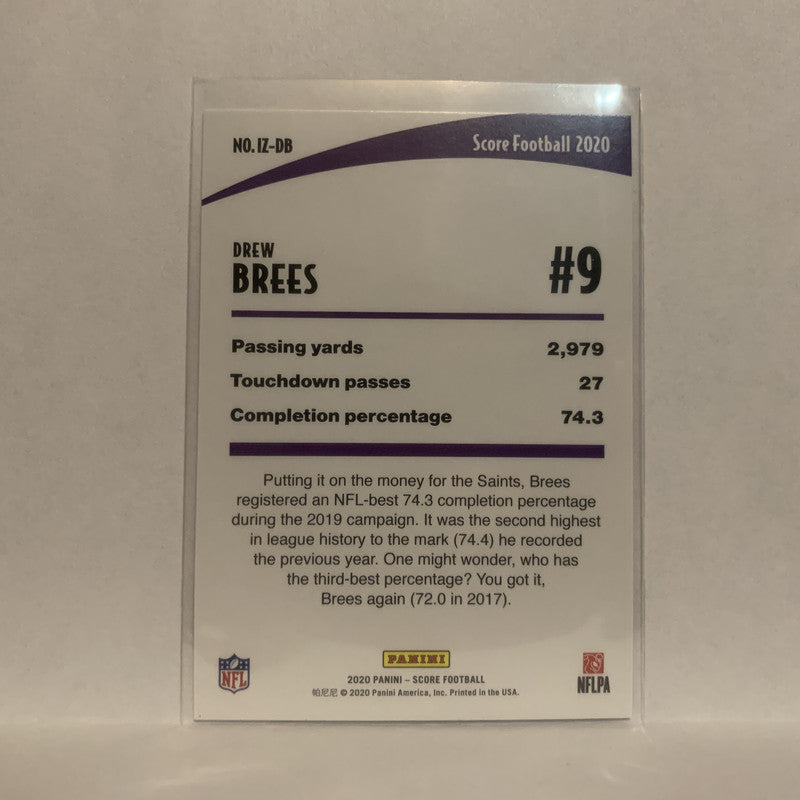 NO. IZ-DB
Score Football 2020
DREW
BREES
#9
Passing yards 2,979
Touchdown passes 27
Completion percentage 74.3
Putting it on the money for the Saints, Brees
registered an NFL-best 74.3 completion percentage
during the 2019 campaign. It was the second highest
in league history to the mark (74.4) he recorded
the previous year. One might wonder, who has
the third-best percentage? You got it,
Brees again (72.0 in 2017).
NFL
PANINI
NFLPA
2020 PANINI – SCORE FOOTBALL
帕尼尼 © 2020 Panini America, Inc. Printed in the USA.